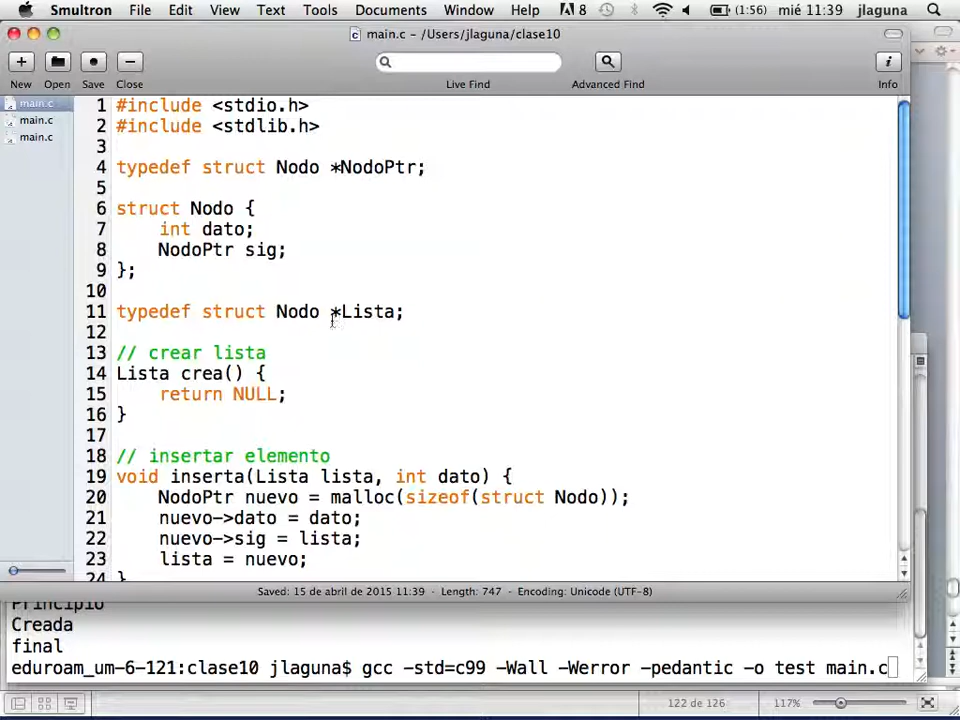 Smultron File Edit View Text Tools Documents Window Help 8 (1:56) mié 11:39 jlaguna
main.c – /Users/jlaguna/clase10
New Open Save Close Live Find Advanced Find Info
main.c
main.c
main.c
1 #include <stdio.h>
2 #include <stdlib.h>
3
4 typedef struct Nodo *NodoPtr;
5
6 struct Nodo {
7 int dato;
8 NodoPtr sig;
9 };
10
11 typedef struct Nodo *Lista;
12
13 // crear lista
14 Lista crea() {
15 return NULL;
16 }
17
18 // insertar elemento
19 void inserta(Lista lista, int dato) {
20 NodoPtr nuevo = malloc(sizeof(struct Nodo));
21 nuevo->dato = dato;
22 nuevo->sig = lista;
23 lista = nuevo;
24 }
Saved: 15 de abril de 2015 11:39 • Length: 747 • Encoding: Unicode (UTF-8)
Principio
Creada
final
eduroam_um-6-121:clase10 jlaguna$ gcc -std=c99 -Wall -Werror -pedantic -o test main.c
122 de 126 117%